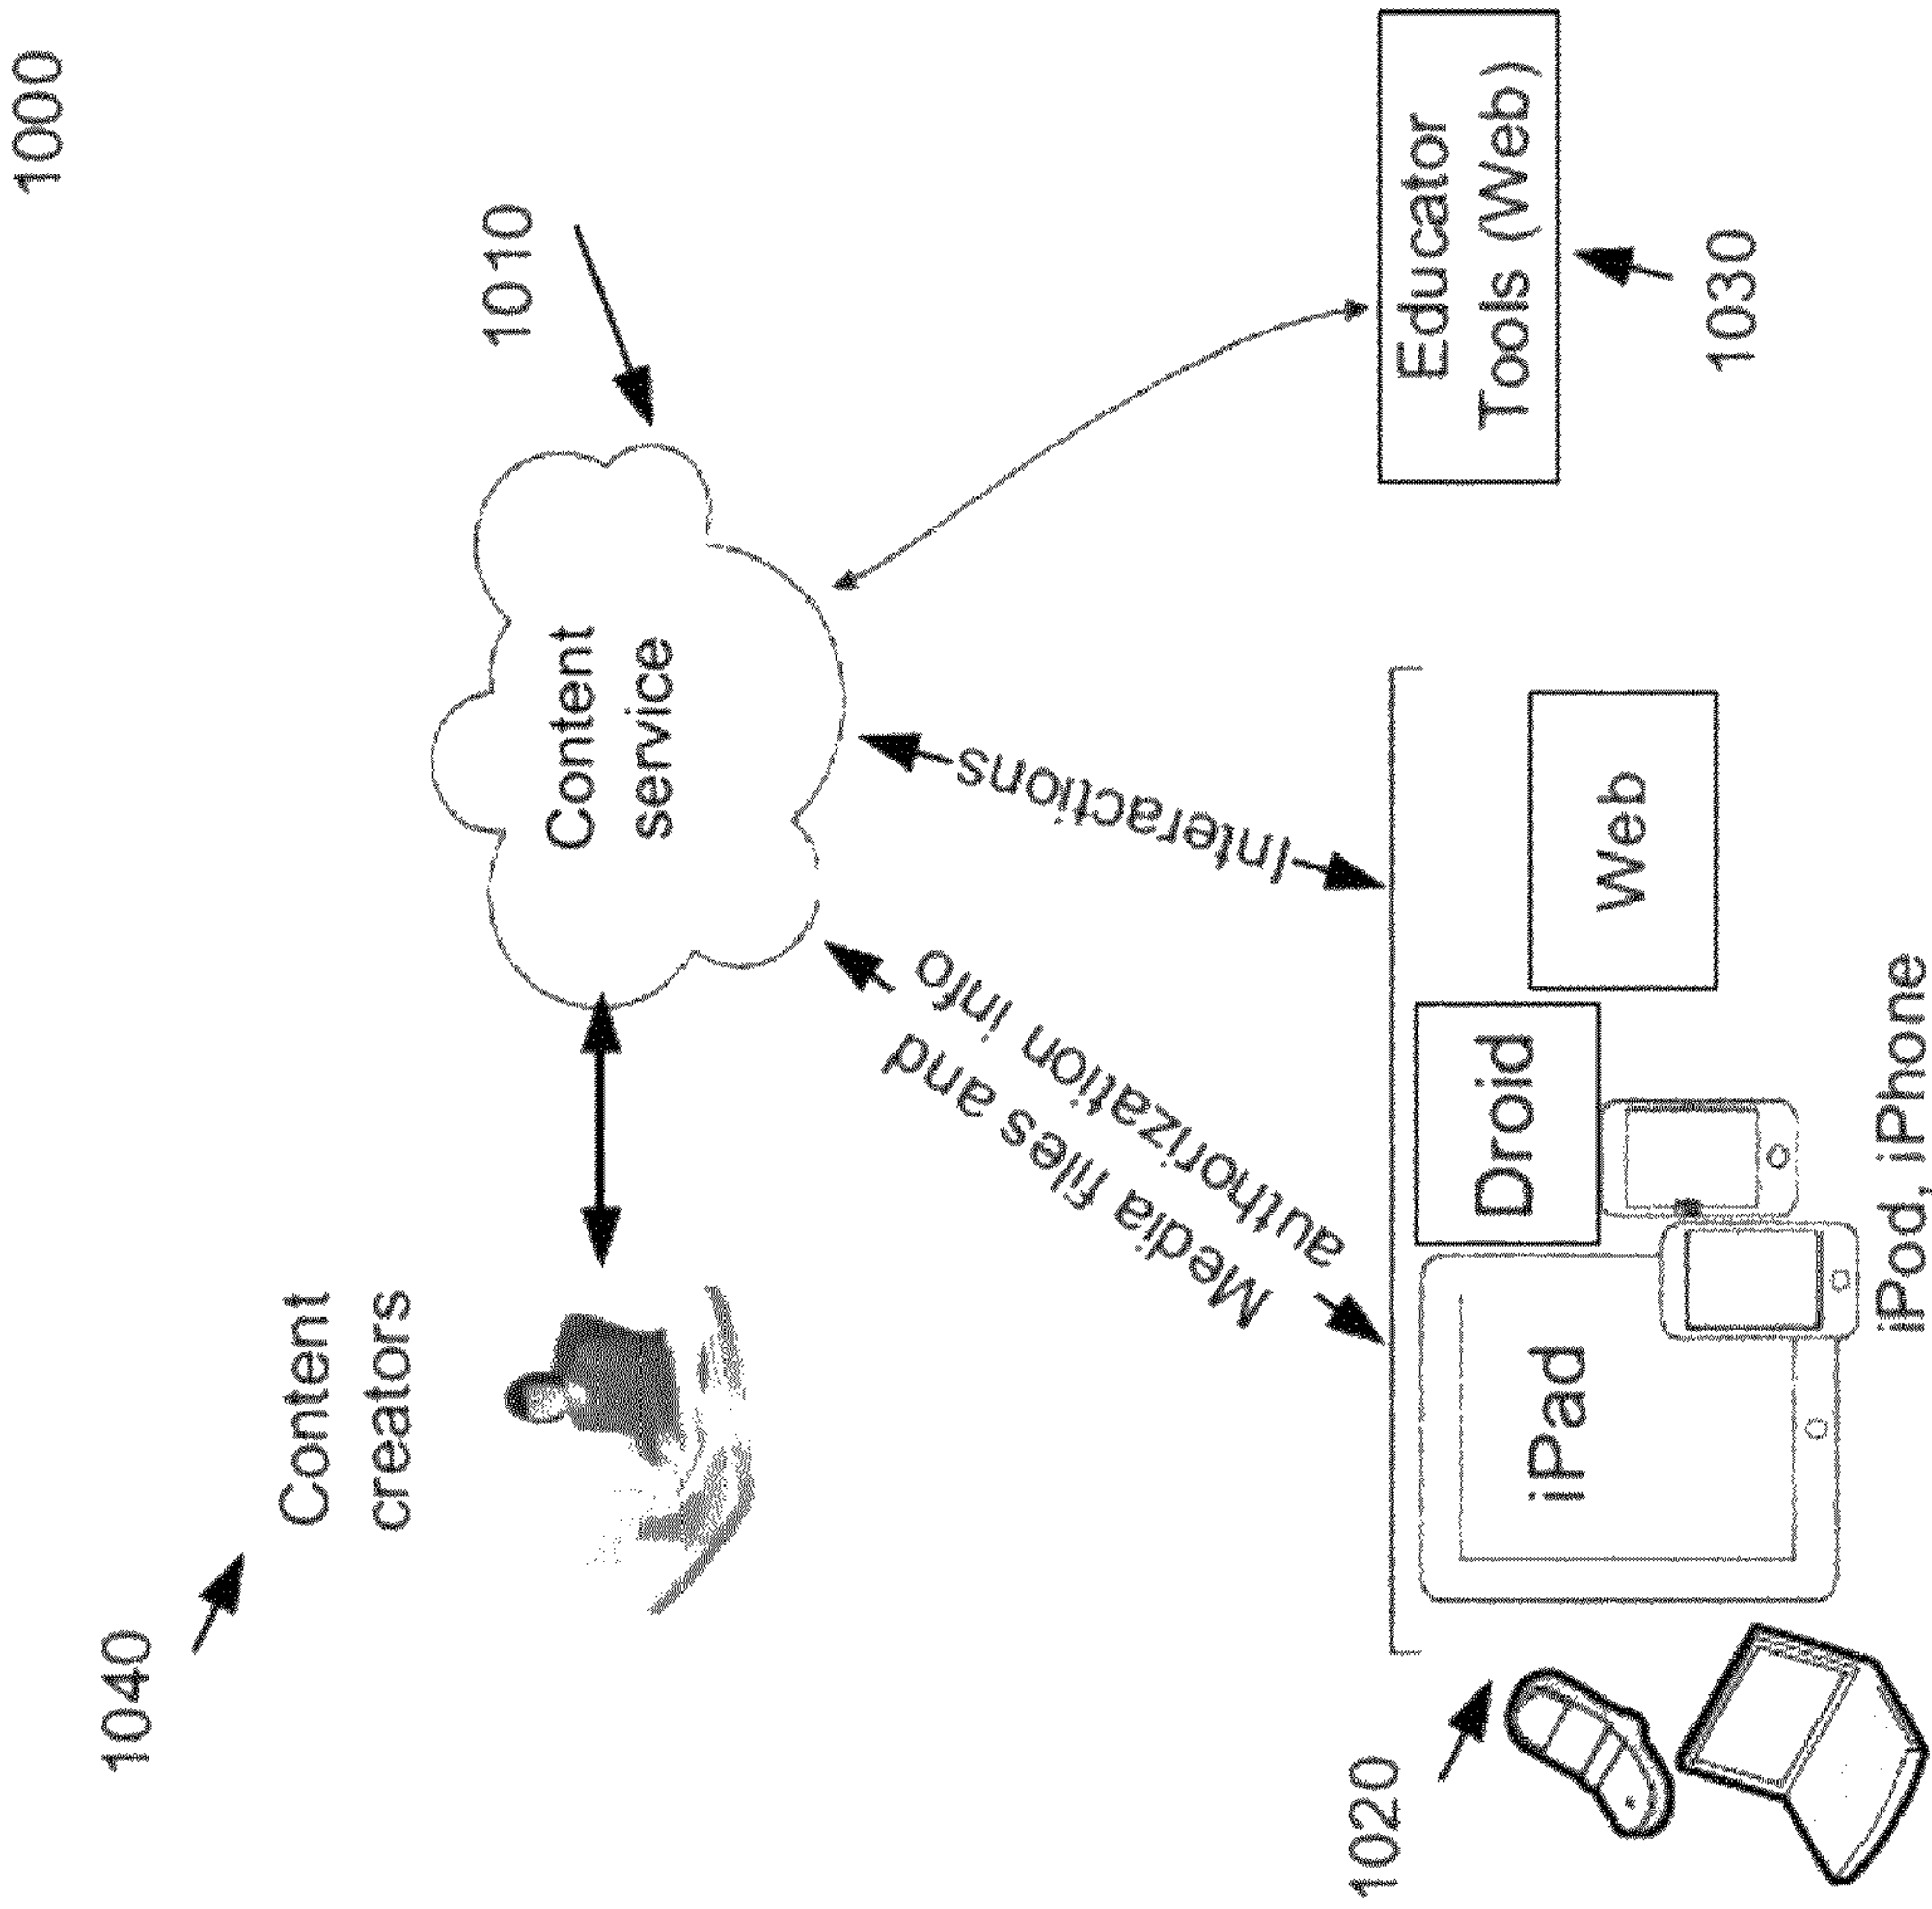 1000
1040
Content
creators
1010
Content
service
Media files and
authorization info
Interactions
1020
iPad
Droid
Web
iPod, iPhone
Educator
Tools (Web)
1030